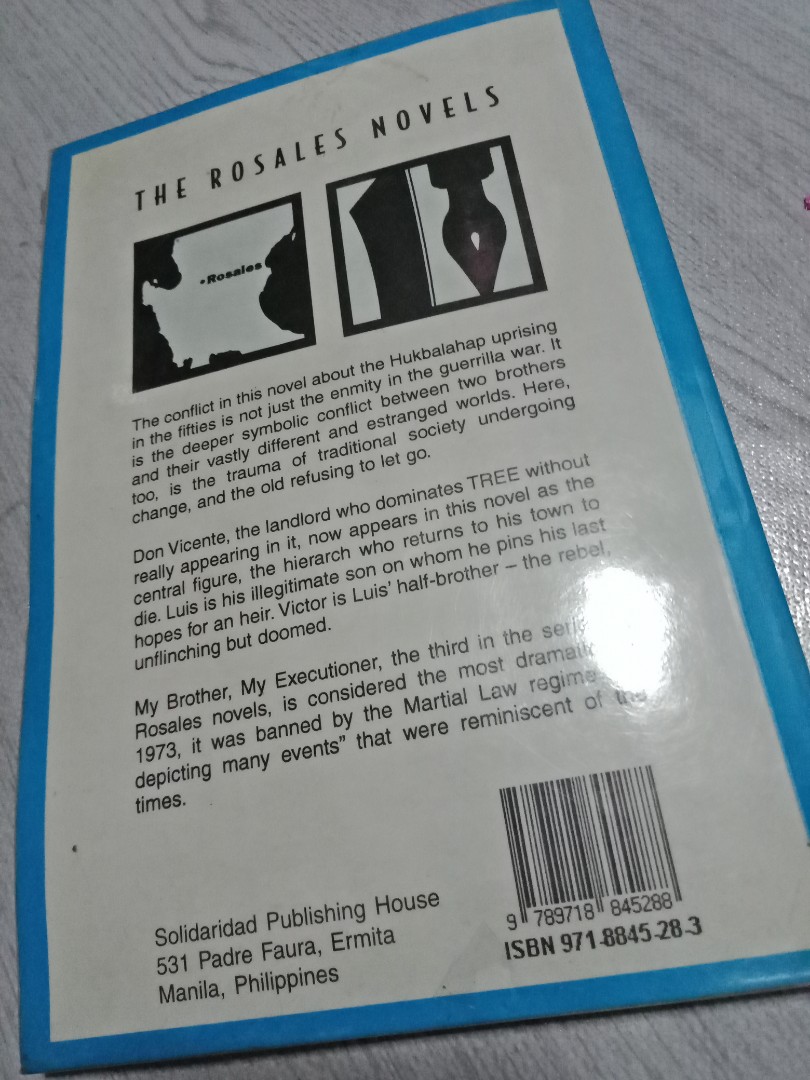 THE ROSALES NOVELS
•Rosales
The conflict in this novel about the Hukbalahap uprising
in the fifties is not just the enmity in the guerrilla war. It
is the deeper symbolic conflict between two brothers
and their vastly different and estranged worlds. Here,
too, is the trauma of traditional society undergoing
change, and the old refusing to let go.
Don Vicente, the landlord who dominates TREE without
really appearing in it, now appears in this novel as the
central figure, the hierarch who returns to his town to
die. Luis is his illegitimate son on whom he pins his last
hopes for an heir. Victor is Luis' half-brother – the rebel,
unflinching but doomed.
My Brother, My Executioner, the third in the
Rosales novels, is considered the most
1973, it was banned by the Martial Law regime
depicting many events” that were reminiscent of
times.
9 789718 845288
ISBN 971-8845-28-3
Solidaridad Publishing House
531 Padre Faura, Ermita
Manila, Philippines